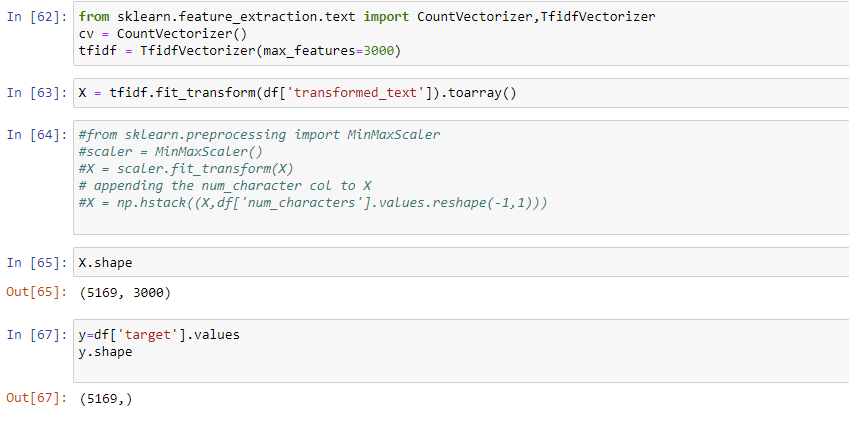 In [62]: from sklearn.feature_extraction.text import CountVectorizer,TfidfVectorizer
cv = CountVectorizer()
tfidf = TfidfVectorizer(max_features=3000)
In [63]: X = tfidf.fit_transform(df['transformed_text']).toarray()
In [64]: #from sklearn.preprocessing import MinMaxScaler
#scaler = MinMaxScaler()
#X = scaler.fit_transform(X)
# appending the num_character col to X
#X = np.hstack((X,df['num_characters'].values.reshape(-1,1)))
In [65]: X.shape
Out[65]: (5169, 3000)
In [67]: y=df['target'].values
y.shape
Out[67]: (5169,)